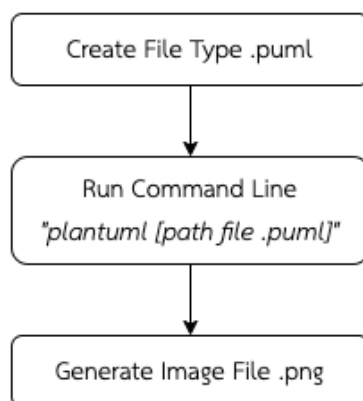 Create File Type .puml
Run Command Line
"plantuml [path file .puml]"
Generate Image File .png